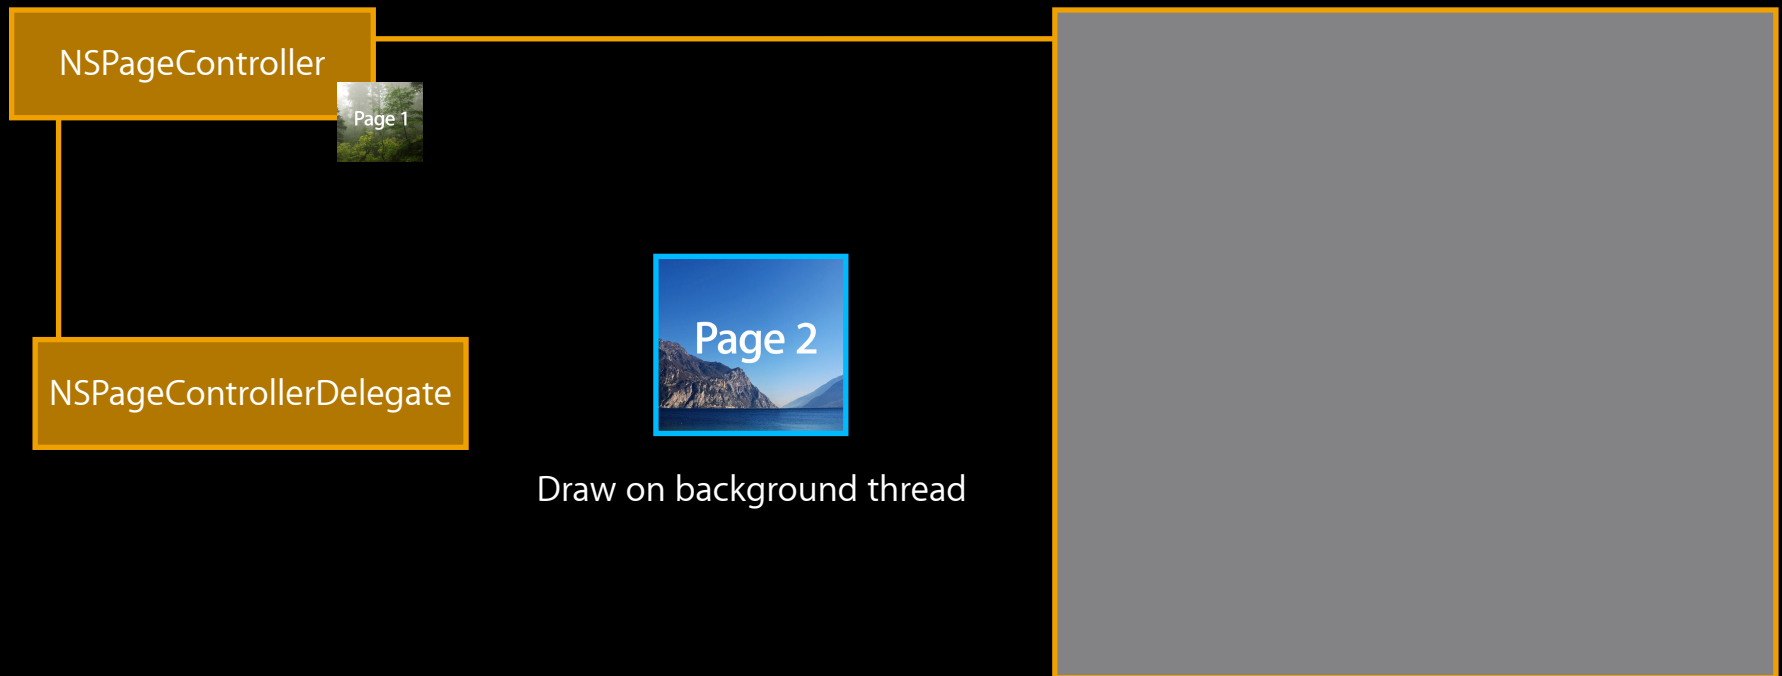 NSPageController
Page 1
Page 2
NSPageControllerDelegate
Draw on background thread